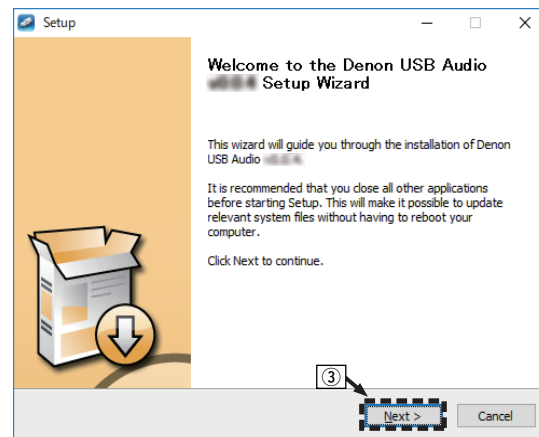 Setup
Welcome to the Denon USB Audio
Setup Wizard
This wizard will guide you through the installation of Denon
USB Audio
It is recommended that you close all other applications
before starting Setup. This will make it possible to update
relevant system files without having to reboot your
computer.
Click Next to continue.
③
Next >
Cancel